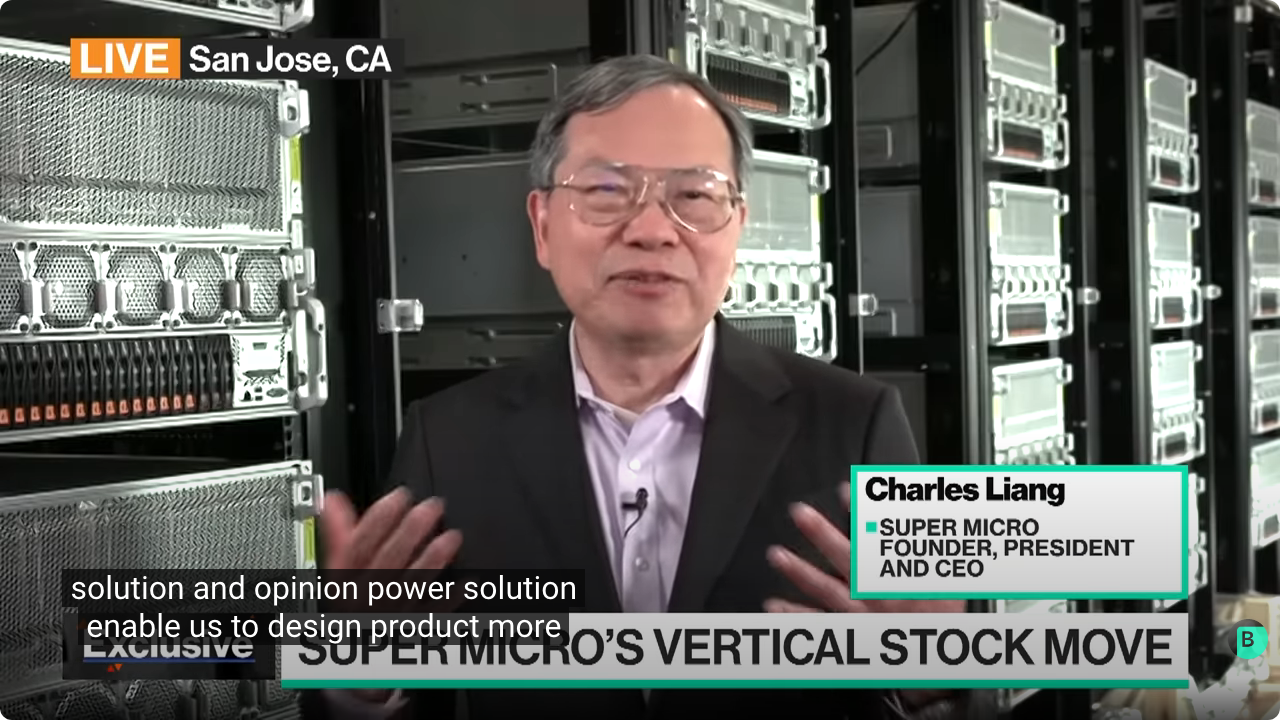 LIVE San Jose, CA
Charles Liang
SUPER MICRO
FOUNDER, PRESIDENT
AND CEO
solution and opinion power solution
enable us to design product more
Exclusive
SUPER MICRO'S VERTICAL STOCK MOVE
B